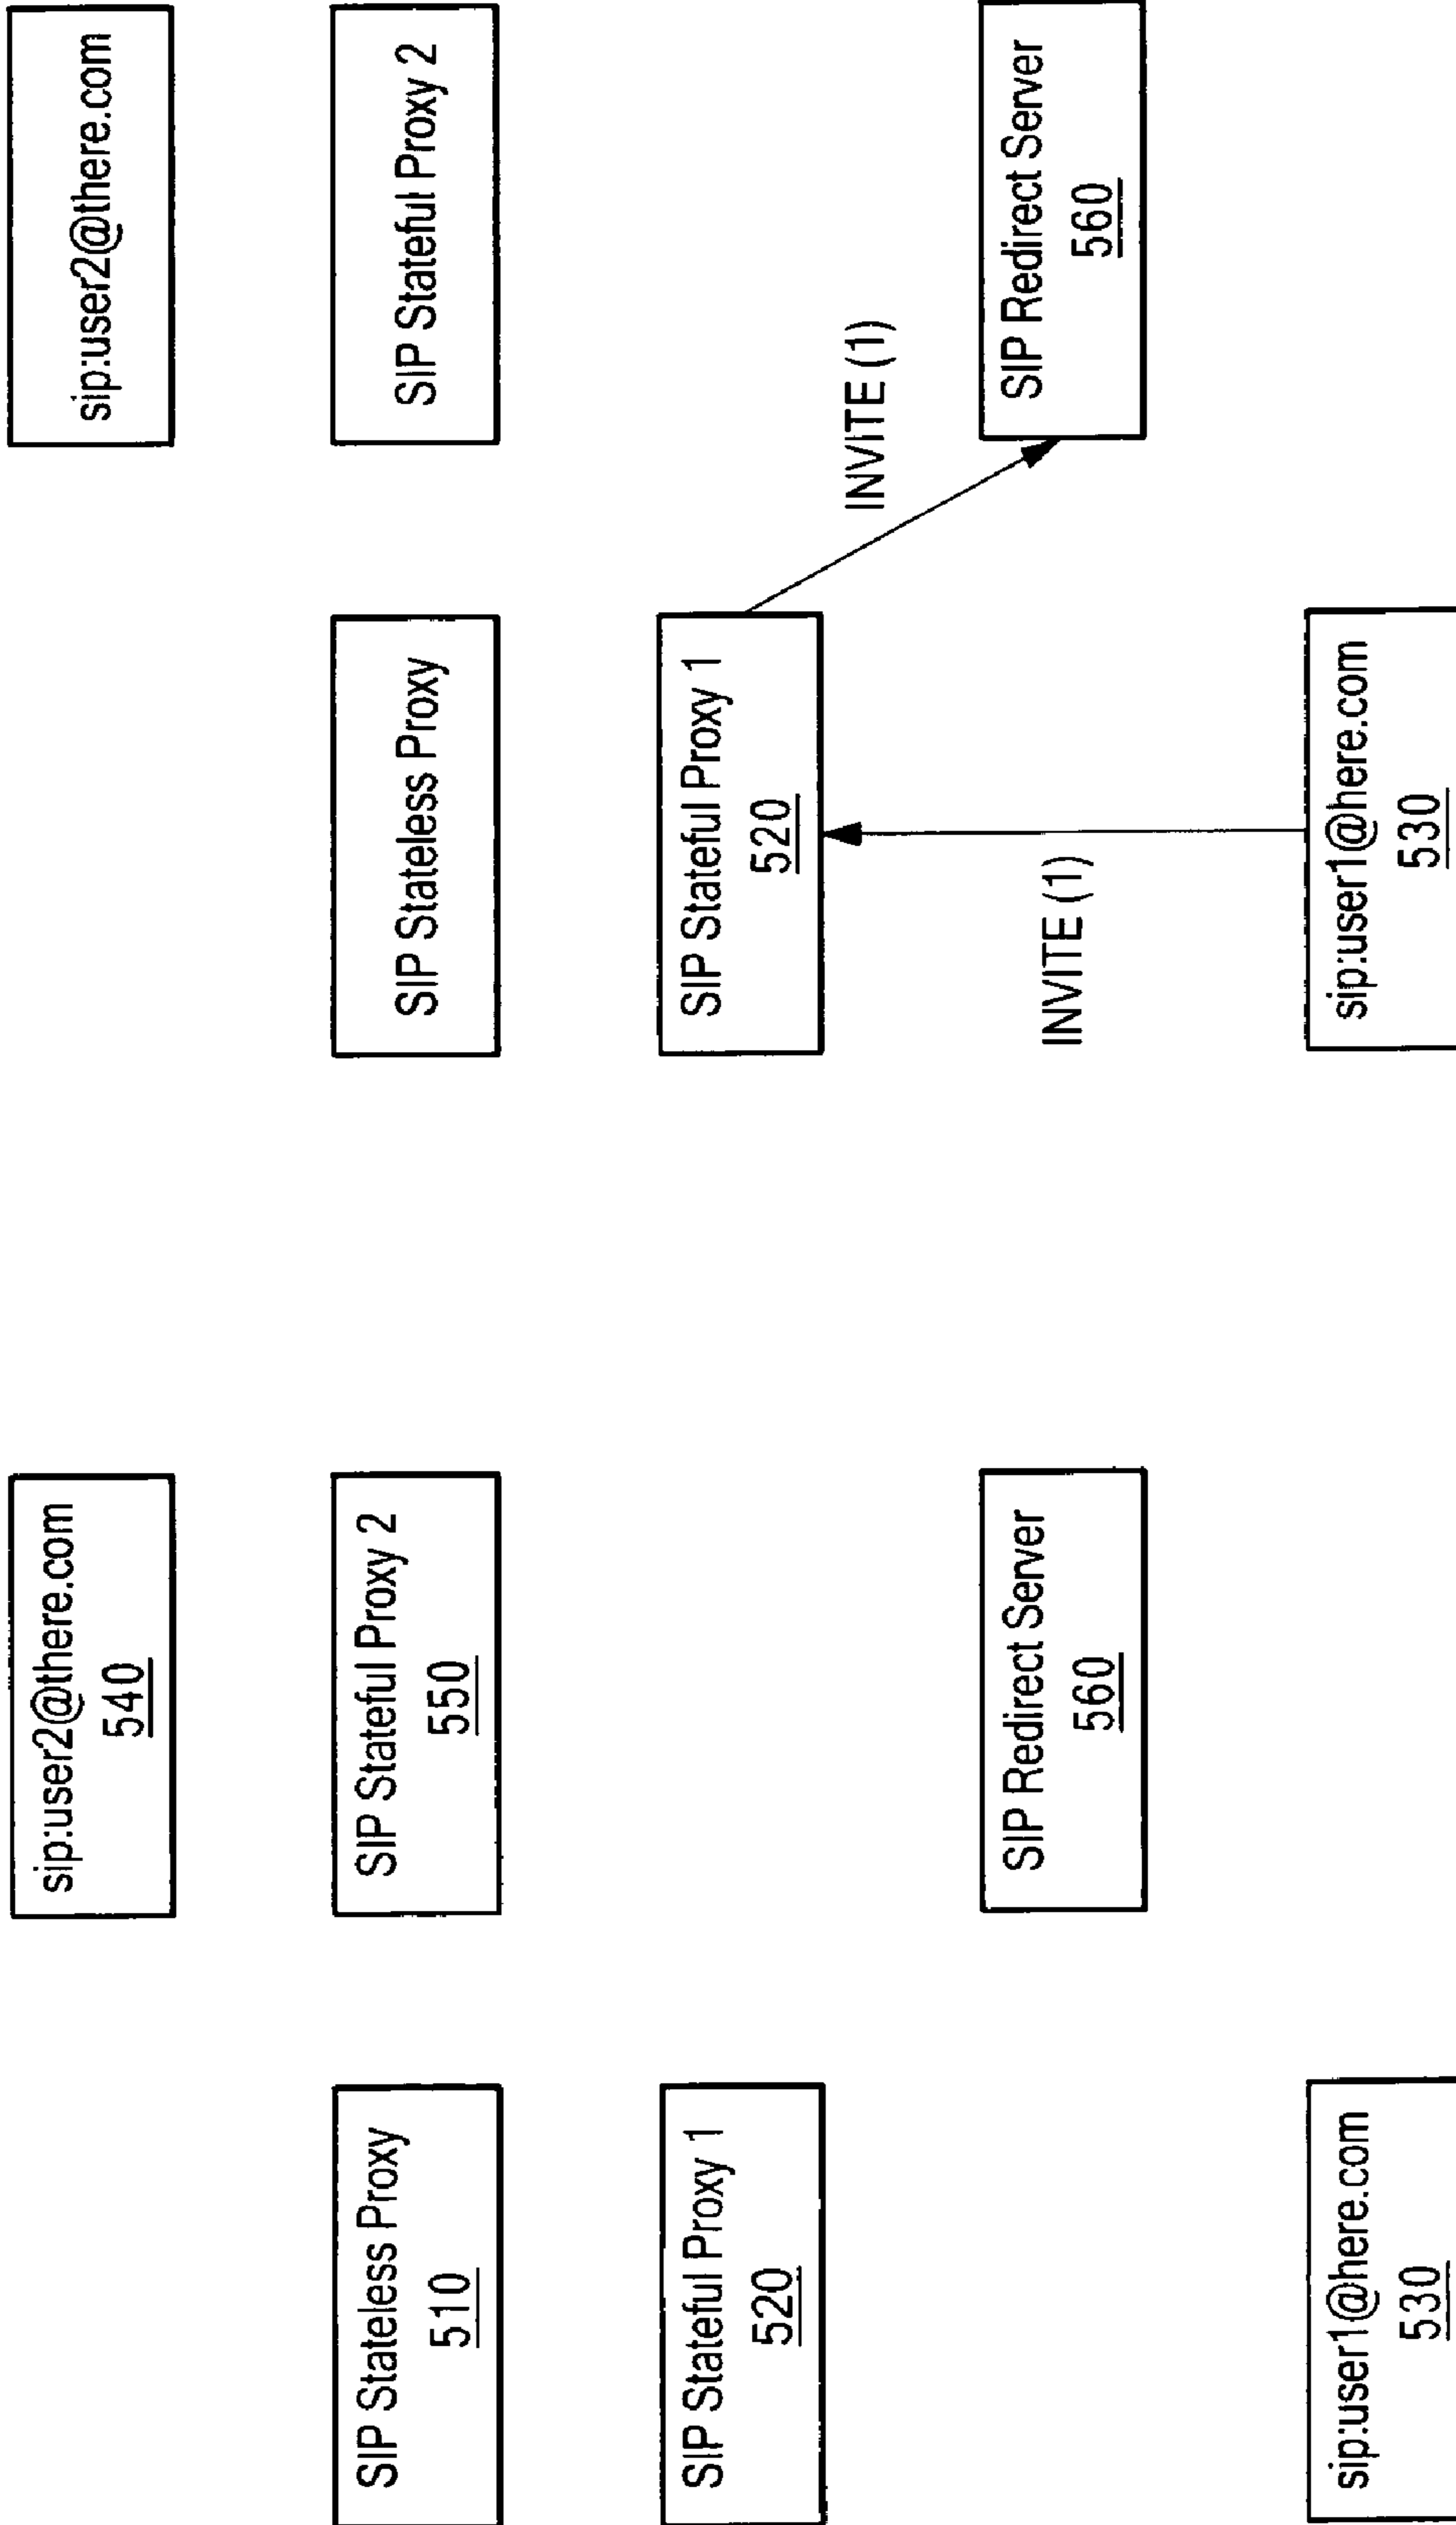 sip:user2@there.com
540
SIP Stateless Proxy
510
SIP Stateful Proxy 2
550
SIP Stateful Proxy 1
520
SIP Redirect Server
560
sip:user1@here.com
530
sip:user2@there.com
SIP Stateless Proxy
SIP Stateful Proxy 2
SIP Stateful Proxy 1
520
INVITE (1)
SIP Redirect Server
560
INVITE (1)
sip:user1@here.com
530